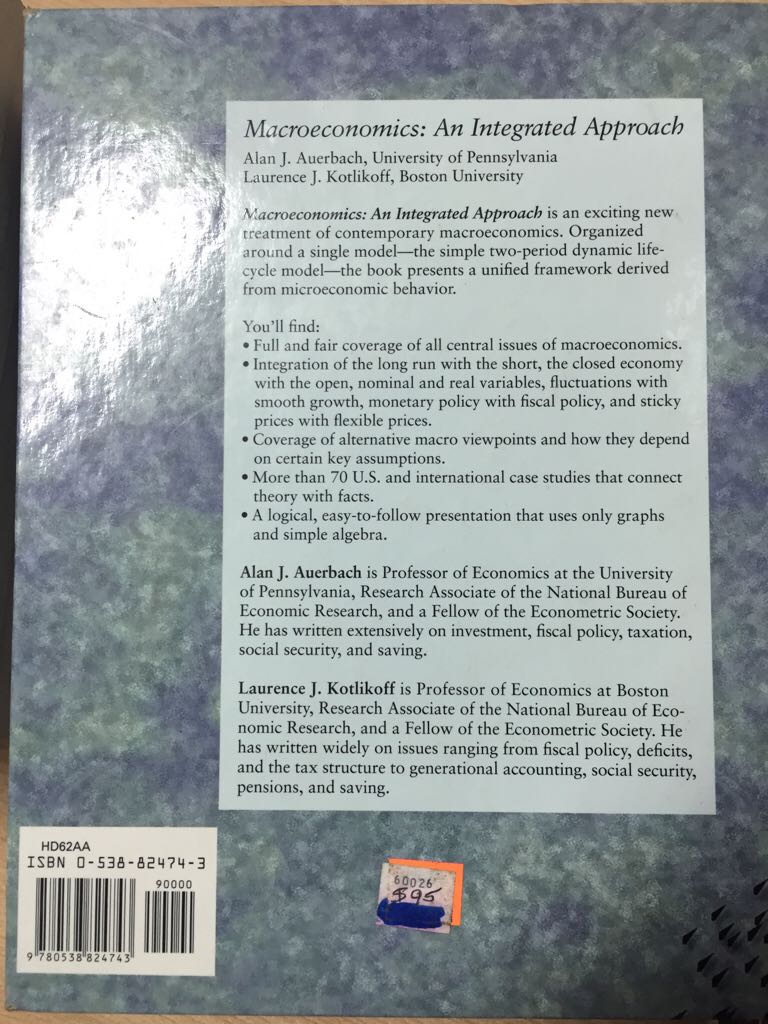 Macroeconomics: An Integrated Approach
Alan J. Auerbach, University of Pennsylvania
Laurence J. Kotlikoff, Boston University
Macroeconomics: An Integrated Approach is an exciting new
treatment of contemporary macroeconomics. Organized
around a single model—the simple two-period dynamic life-
cycle model—the book presents a unified framework derived
from microeconomic behavior.
You'll find:
• Full and fair coverage of all central issues of macroeconomics.
• Integration of the long run with the short, the closed economy
with the open, nominal and real variables, fluctuations with
smooth growth, monetary policy with fiscal policy, and sticky
prices with flexible prices.
• Coverage of alternative macro viewpoints and how they depend
on certain key assumptions.
• More than 70 U.S. and international case studies that connect
theory with facts.
• A logical, easy-to-follow presentation that uses only graphs
and simple algebra.
Alan J. Auerbach is Professor of Economics at the University
of Pennsylvania, Research Associate of the National Bureau of
Economic Research, and a Fellow of the Econometric Society.
He has written extensively on investment, fiscal policy, taxation,
social security, and saving.
Laurence J. Kotlikoff is Professor of Economics at Boston
University, Research Associate of the National Bureau of Eco-
nomic Research, and a Fellow of the Econometric Society. He
has written widely on issues ranging from fiscal policy, deficits,
and the tax structure to generational accounting, social security,
pensions, and saving.
HD62AA
ISBN 0-538-82474-3
90000
9 780538 824743
60026
$95